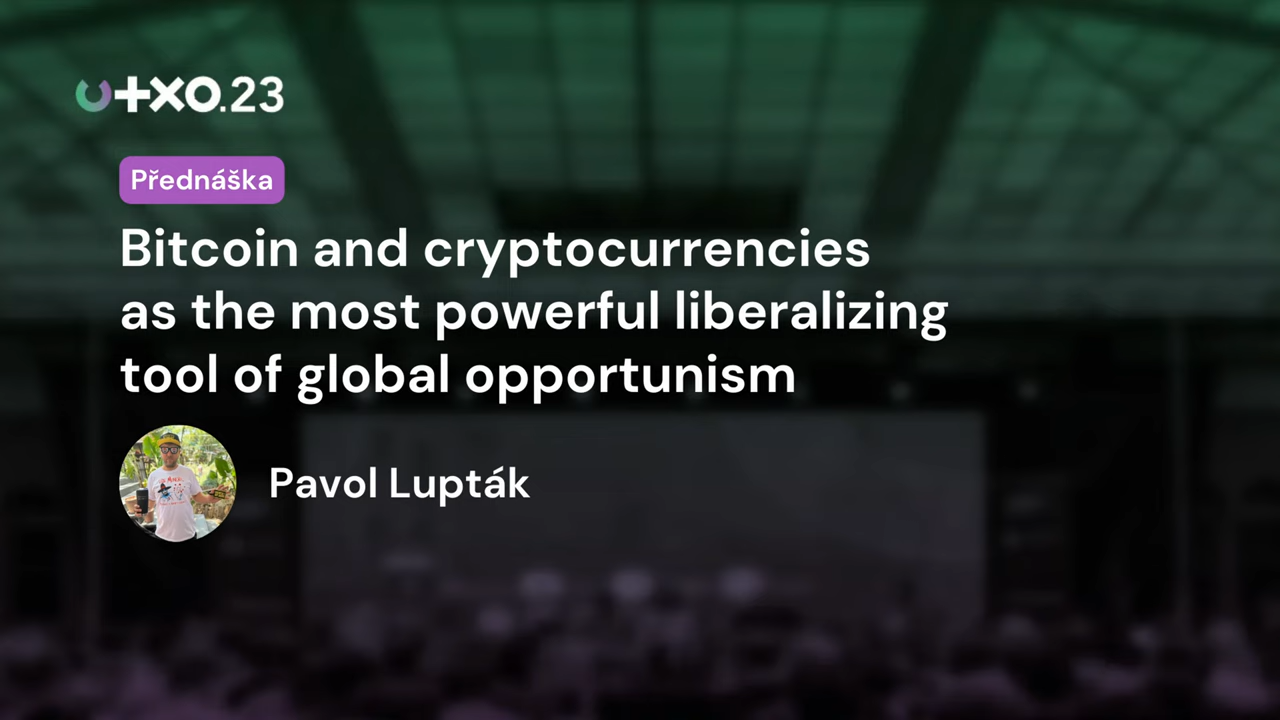 utxo.23
Přednáška
Bitcoin and cryptocurrencies
as the most powerful liberalizing
tool of global opportunism
Pavol Lupták